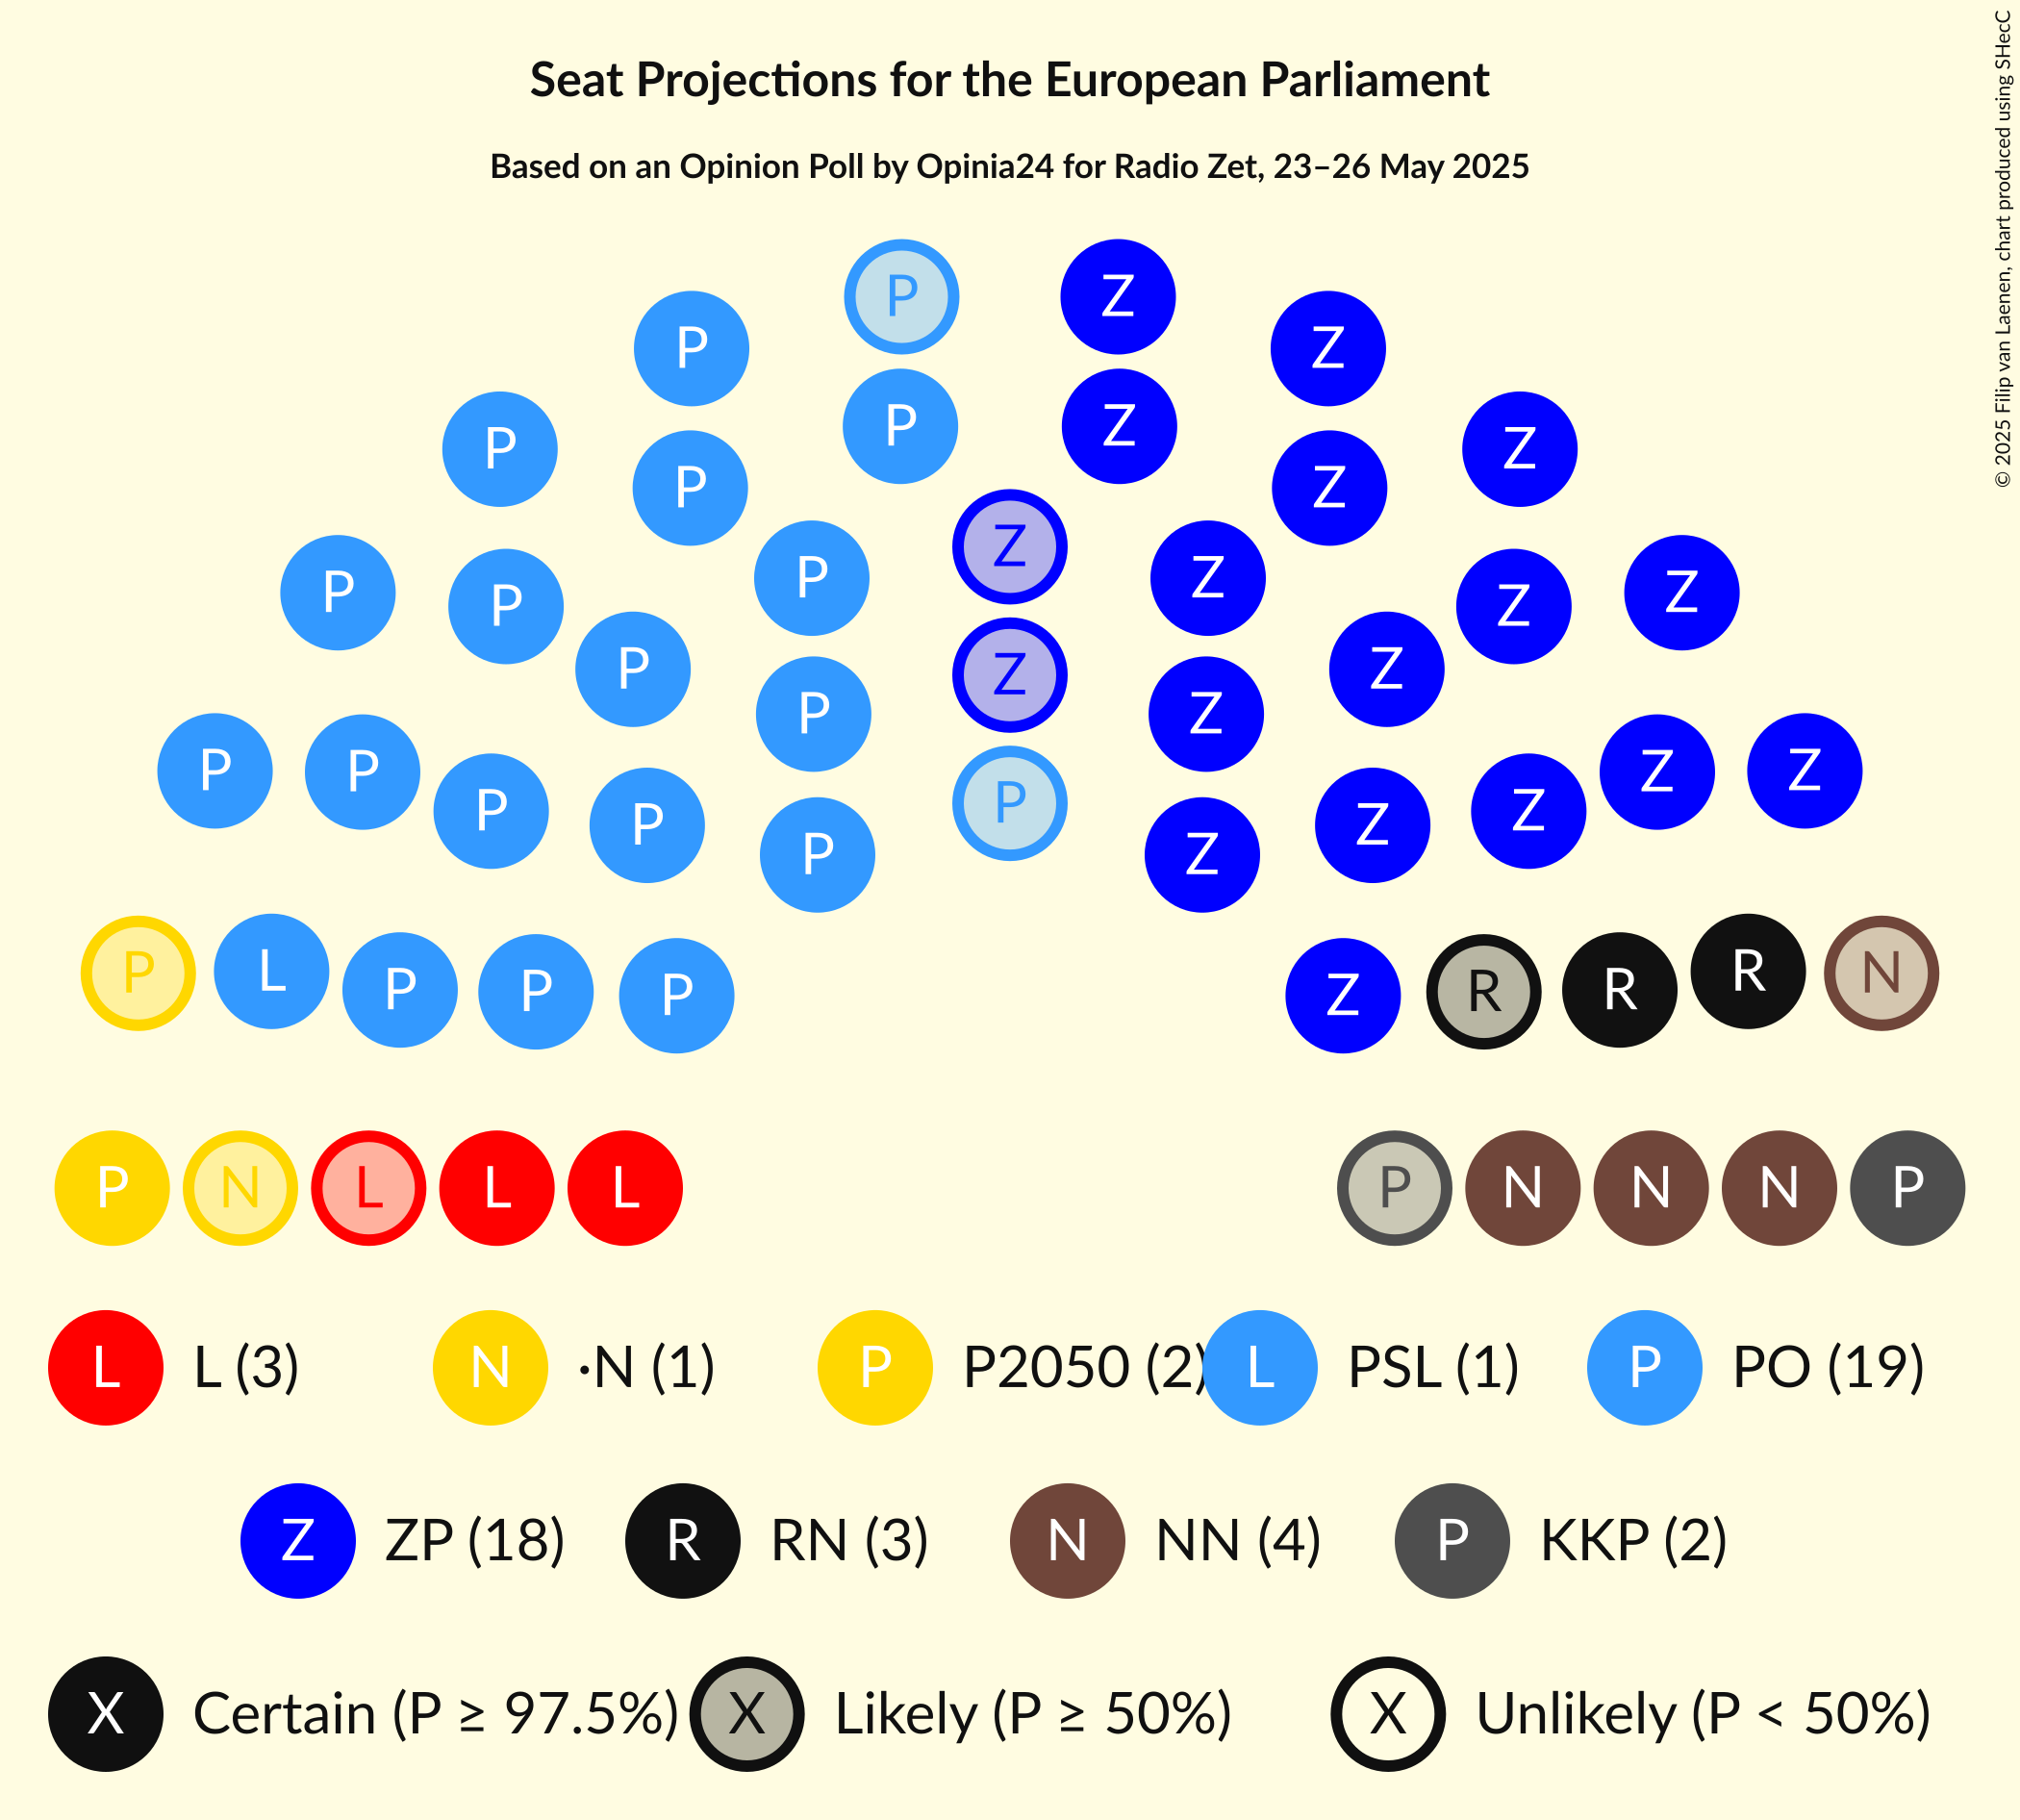 Seat Projections for the European Parliament
Based on an Opinion Poll by Opinia24 for Radio Zet, 23–26 May 2025
© 2025 Filip van Laenen, chart produced using SHecC
P Z
P Z
P Z
P Z
P Z
Z
P Z
P Z
P Z
P Z
Z
P Z
P P Z Z
P
P Z
P Z
P Z
P L P P P Z R R R N
P N L L L P N N N P
L L (3) N ·N (1) P P2050 (2) L PSL (1) P PO (19)
Z ZP (18) R RN (3) N NN (4) P KKP (2)
X Certain (P ≥ 97.5%) X Likely (P ≥ 50%) X Unlikely (P < 50%)